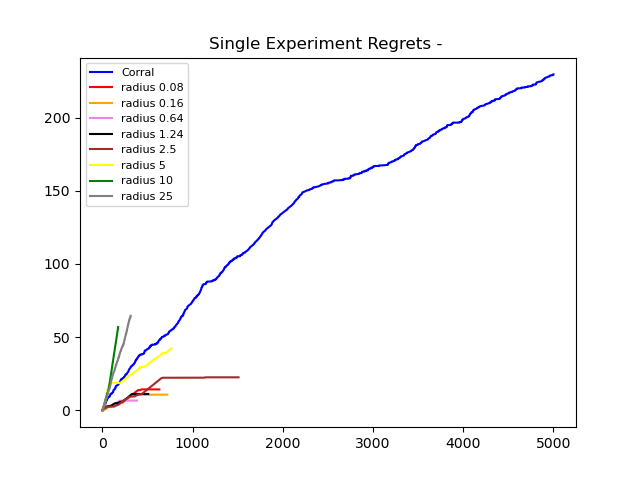 Single Experiment Regrets -
Corral
radius 0.08
radius 0.16
radius 0.64
radius 1.24
radius 2.5
radius 5
radius 10
radius 25
200
150
100
50
0
0 1000 2000 3000 4000 5000